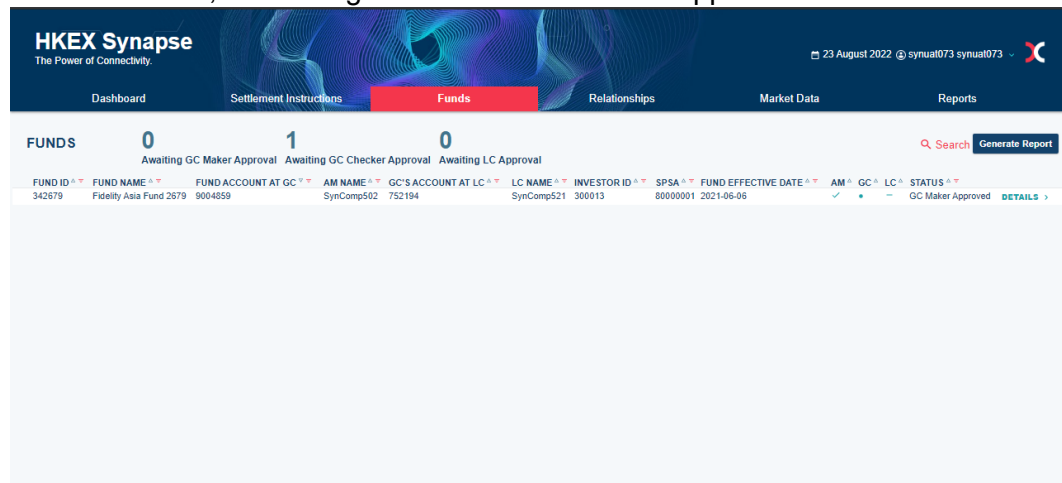 HKEX Synapse
The Power of Connectivity.
23 August 2022 synuat073 synuat073
Dashboard Settlement Instructions Funds Relationships Market Data Reports
FUNDS 0 1 0 Search Generate Report
Awaiting GC Maker Approval Awaiting GC Checker Approval Awaiting LC Approval
FUND ID FUND NAME FUND ACCOUNT AT GC AM NAME GC'S ACCOUNT AT LC LC NAME INVESTOR ID SPSA FUND EFFECTIVE DATE AM GC LC STATUS
342679 Fidelity Asia Fund 2679 9004859 SynComp502 752194 SynComp521 300013 80000001 2021-06-06 ✓ • – GC Maker Approved DETAILS >